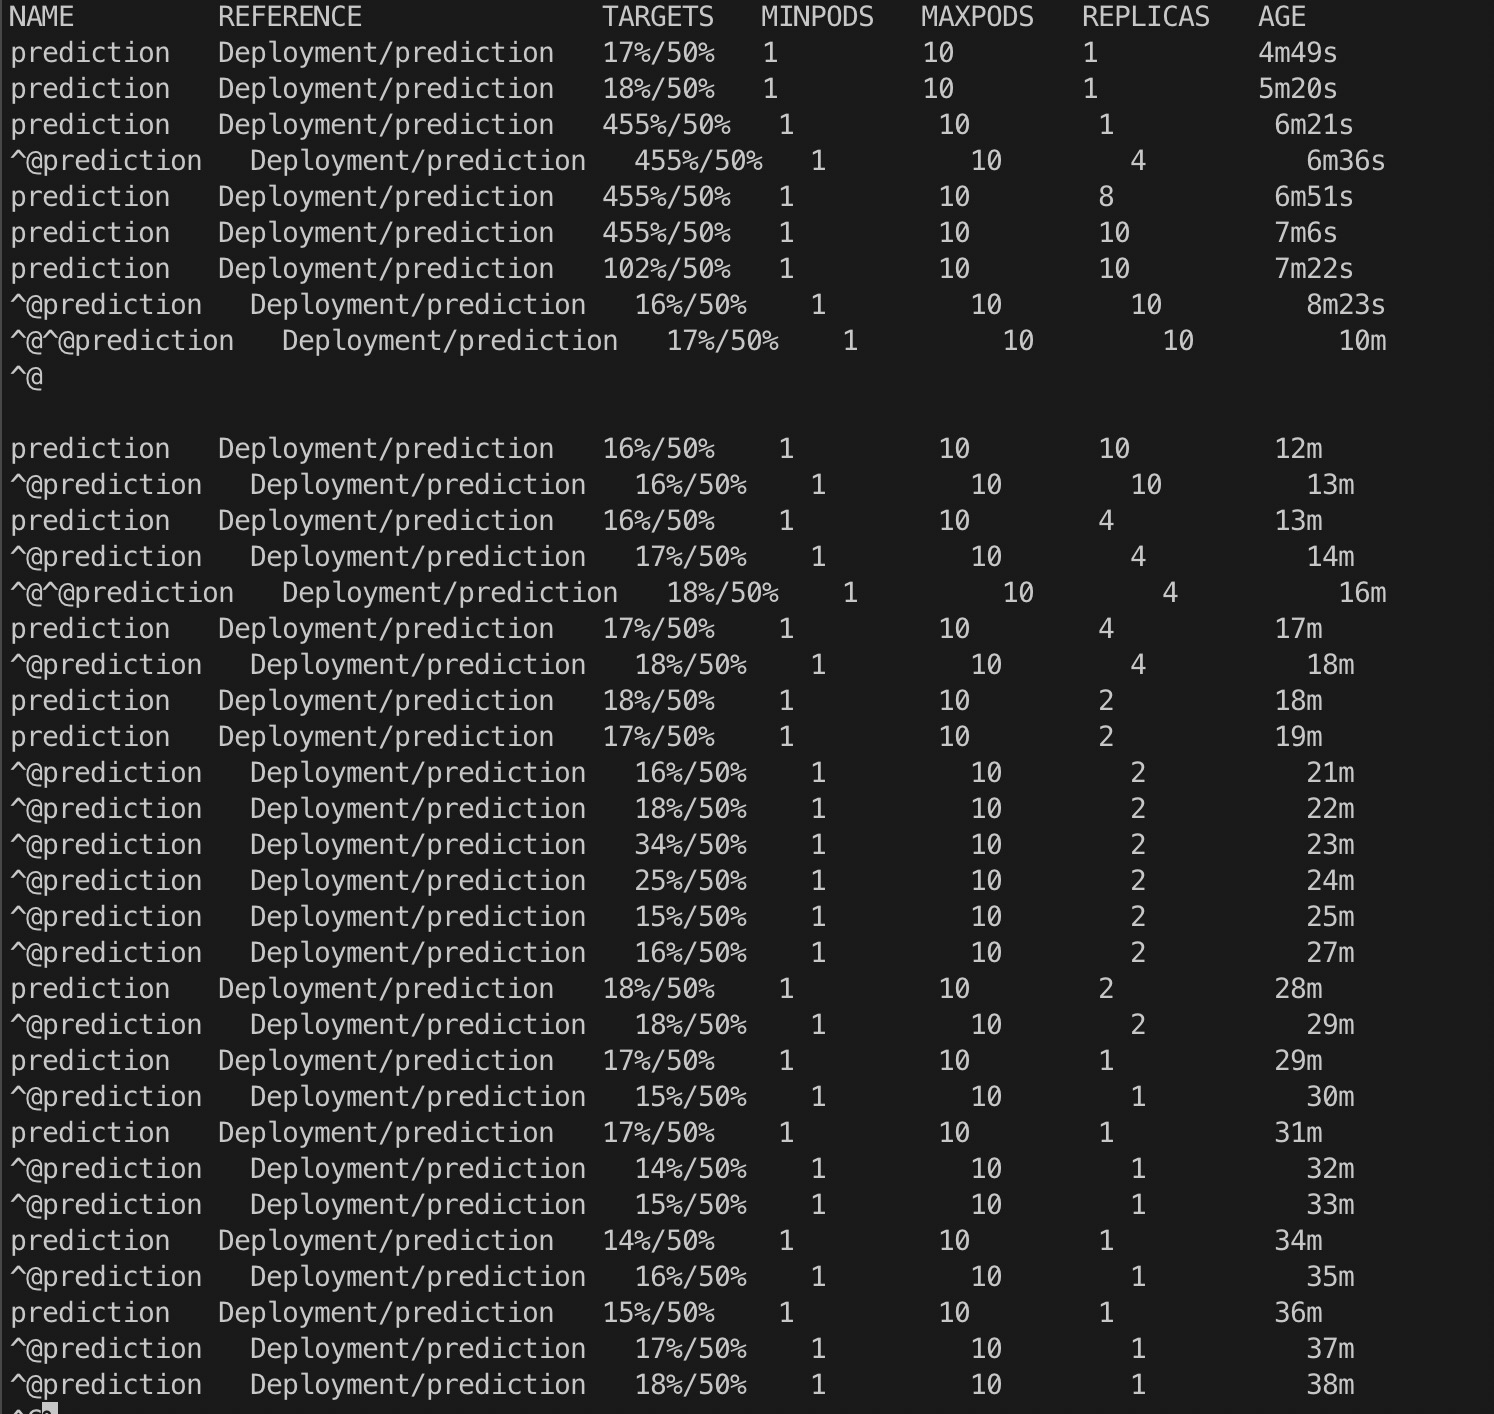 NAME         REFERENCE               TARGETS   MINPODS   MAXPODS   REPLICAS   AGE
prediction   Deployment/prediction   17%/50%   1         10        1          4m49s
prediction   Deployment/prediction   18%/50%   1         10        1          5m20s
prediction   Deployment/prediction   455%/50%   1         10        1          6m21s
^@prediction   Deployment/prediction   455%/50%   1         10        4          6m36s
prediction   Deployment/prediction   455%/50%   1         10        8          6m51s
prediction   Deployment/prediction   455%/50%   1         10        10         7m6s
prediction   Deployment/prediction   102%/50%   1         10        10         7m22s
^@prediction   Deployment/prediction   16%/50%    1         10        10         8m23s
^@^@prediction   Deployment/prediction   17%/50%    1         10        10         10m
^@
prediction   Deployment/prediction   16%/50%    1         10        10         12m
^@prediction   Deployment/prediction   16%/50%    1         10        10         13m
prediction   Deployment/prediction   16%/50%    1         10        4          13m
^@prediction   Deployment/prediction   17%/50%    1         10        4          14m
^@^@prediction   Deployment/prediction   18%/50%    1         10        4          16m
prediction   Deployment/prediction   17%/50%    1         10        4          17m
^@prediction   Deployment/prediction   18%/50%    1         10        4          18m
prediction   Deployment/prediction   18%/50%    1         10        2          18m
prediction   Deployment/prediction   17%/50%    1         10        2          19m
^@prediction   Deployment/prediction   16%/50%    1         10        2          21m
^@prediction   Deployment/prediction   18%/50%    1         10        2          22m
^@prediction   Deployment/prediction   34%/50%    1         10        2          23m
^@prediction   Deployment/prediction   25%/50%    1         10        2          24m
^@prediction   Deployment/prediction   15%/50%    1         10        2          25m
^@prediction   Deployment/prediction   16%/50%    1         10        2          27m
prediction   Deployment/prediction   18%/50%    1         10        2          28m
^@prediction   Deployment/prediction   18%/50%    1         10        2          29m
prediction   Deployment/prediction   17%/50%    1         10        1          29m
^@prediction   Deployment/prediction   15%/50%    1         10        1          30m
prediction   Deployment/prediction   17%/50%    1         10        1          31m
^@prediction   Deployment/prediction   14%/50%    1         10        1          32m
^@prediction   Deployment/prediction   15%/50%    1         10        1          33m
prediction   Deployment/prediction   14%/50%    1         10        1          34m
^@prediction   Deployment/prediction   16%/50%    1         10        1          35m
prediction   Deployment/prediction   15%/50%    1         10        1          36m
^@prediction   Deployment/prediction   17%/50%    1         10        1          37m
^@prediction   Deployment/prediction   18%/50%    1         10        1          38m